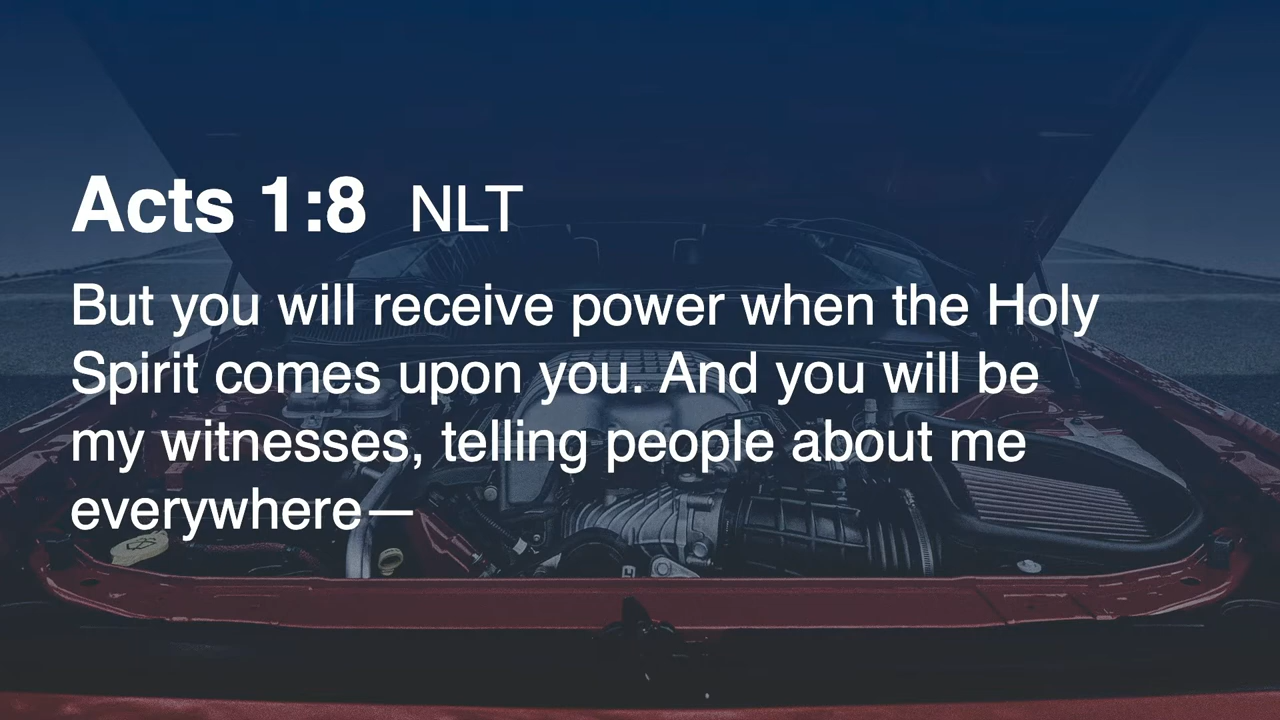 Acts 1:8 NLT
But you will receive power when the Holy
Spirit comes upon you. And you will be
my witnesses, telling people about me
everywhere—